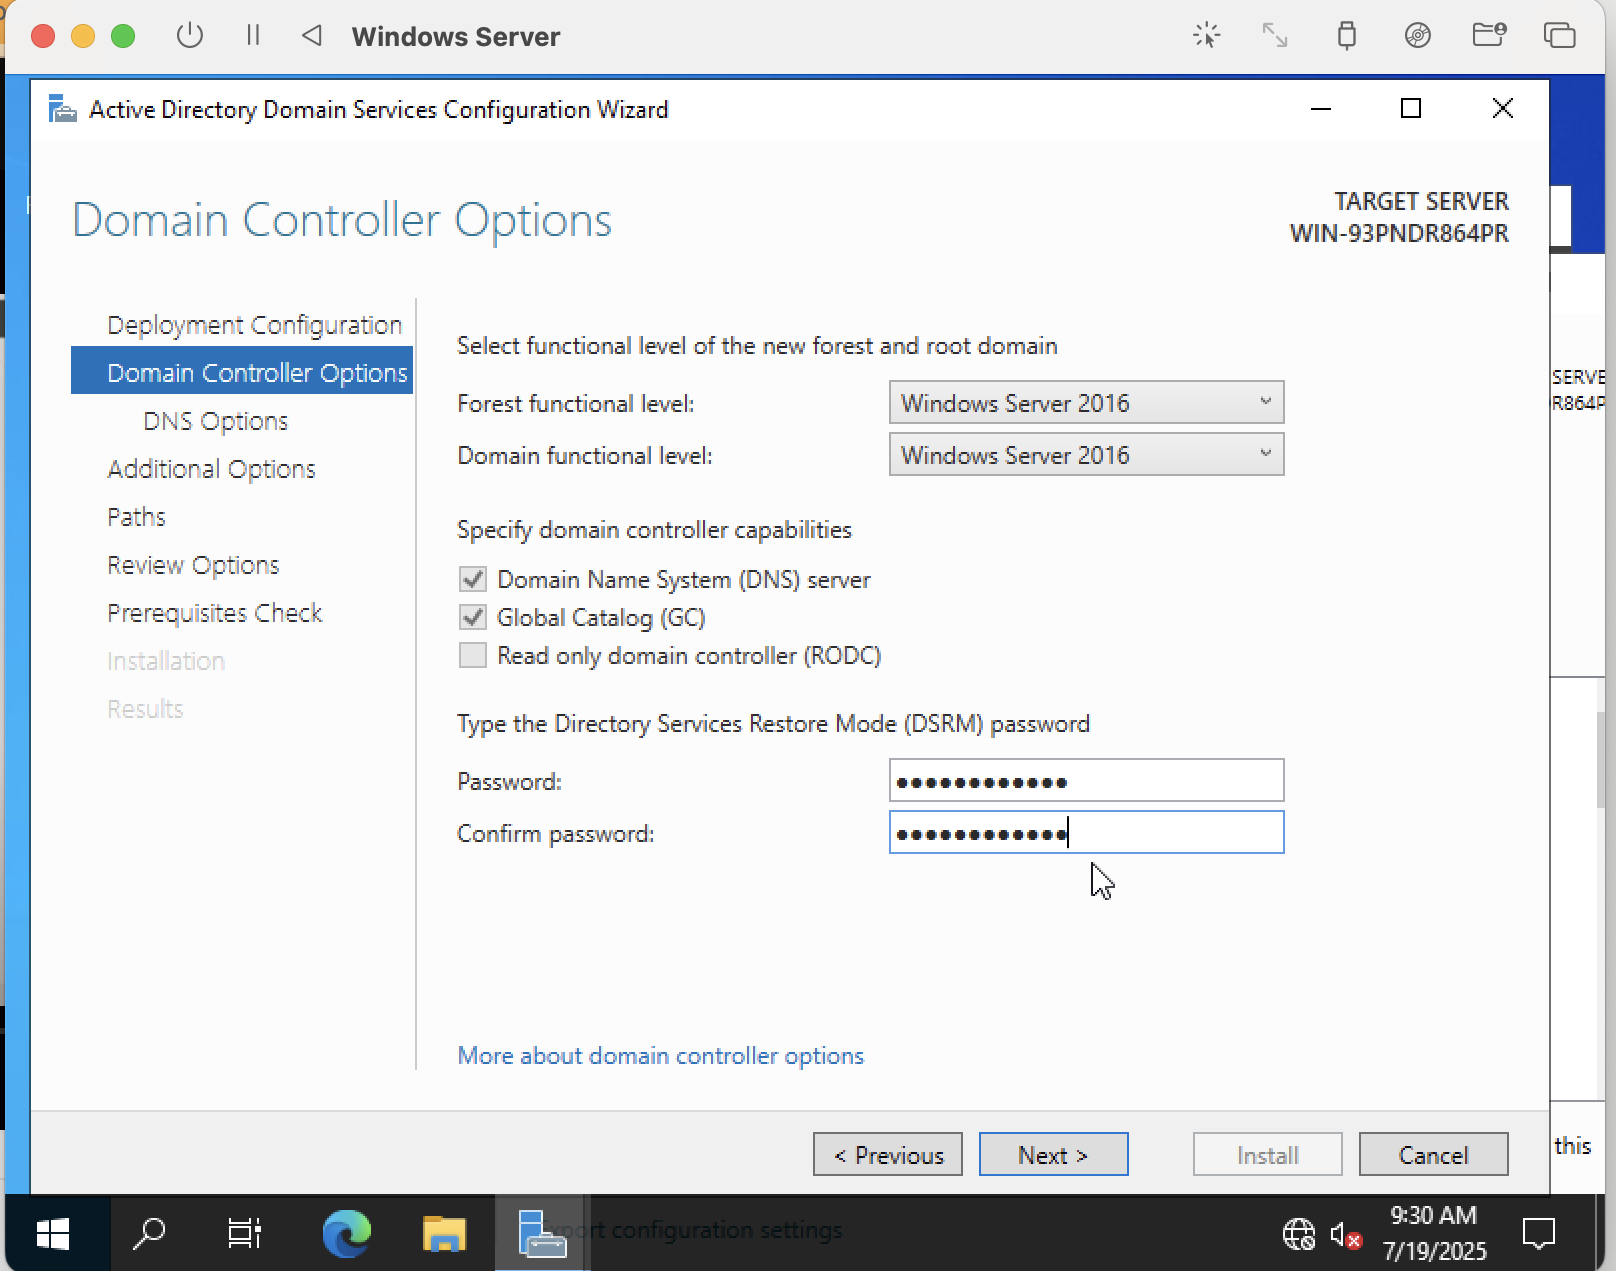 Windows Server
Active Directory Domain Services Configuration Wizard
Domain Controller Options
TARGET SERVER
WIN-93PNDR864PR
Deployment Configuration
Domain Controller Options
DNS Options
Additional Options
Paths
Review Options
Prerequisites Check
Installation
Results
Select functional level of the new forest and root domain
Forest functional level: Windows Server 2016
Domain functional level: Windows Server 2016
Specify domain controller capabilities
Domain Name System (DNS) server
Global Catalog (GC)
Read only domain controller (RODC)
Type the Directory Services Restore Mode (DSRM) password
Password: ●●●●●●●●●●●●
Confirm password: ●●●●●●●●●●●●
More about domain controller options
< Previous Next > Install Cancel
SERVE
R864P
this
port configuration settings
9:30 AM
7/19/2025